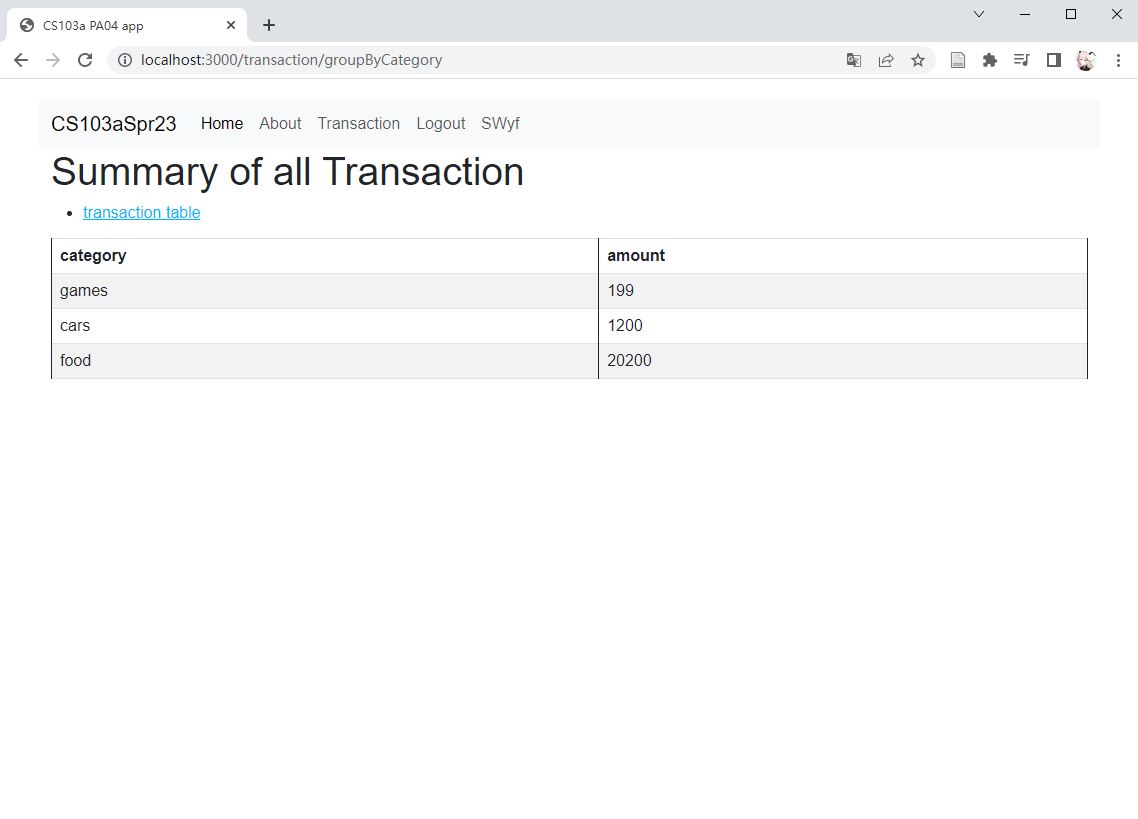 CS103a PA04 app
localhost:3000/transaction/groupByCategory
CS103aSpr23 Home About Transaction Logout SWyf
Summary of all Transaction
transaction table
category amount
games 199
cars 1200
food 20200